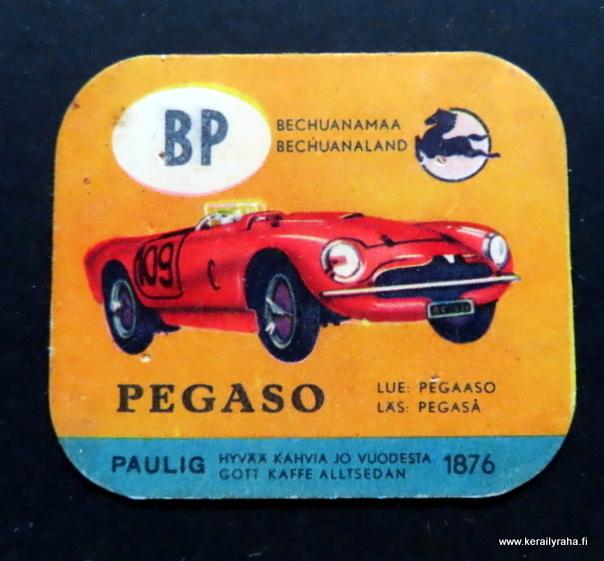 BP
BECHUANAMAA
BECHUANALAND
109
PEGASO
LUE: PEGAASO
LÄS: PEGASÅ
PAULIG
HYVÄÄ KAHVIA JO VUODESTA
GOTT KAFFE ALLTSEDAN
1876
www.kerailyraha.fi